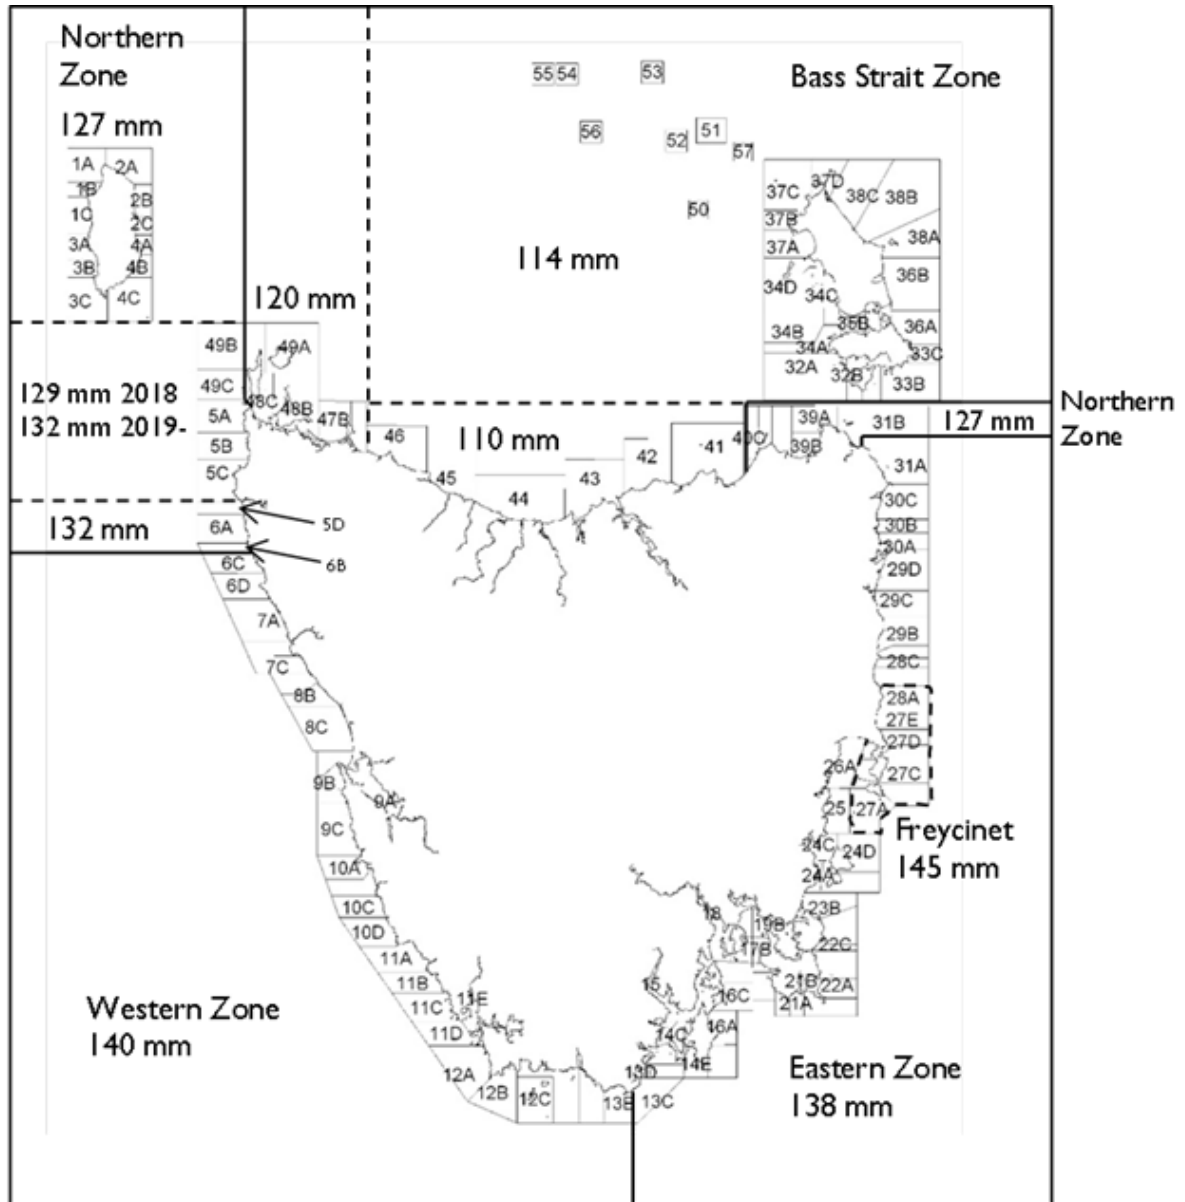 Northern
Zone
127 mm
Bass Strait Zone
55 54 53
56 52 51 57
50
1A 2A
1B 2B
1C 2C
3A 4A
3B 4B
3C 4C
37C 37D 38C 38B
37B
37A 38A
34D 34C 36B
34B 35B 36A
34A 33C
32A 32B 33B
114 mm
120 mm
49B 49A
49C 48C 48B 47B
129 mm 2018
132 mm 2019-
5A
5B
5C
46 110 mm
45 44 43 42 41 40C
39A 31B
39B
127 mm
Northern
Zone
31A
30C
30B
30A
29D
29C
29B
28C
28A
27E
27D
27C
132 mm
5D
6A
6B
6C
6D
7A
7C
8B
8C
9B
9A
9C
10A
10C
10D
11A
11B
11C 11E
11D
12A
12B 12C
13B 13C
13D
26A
25 27A
Freycinet
145 mm
24C 24D
24A
23B
18 19B
17B 22C
21B 22A
21A
15 16C
14C 16A
14E
Western Zone
140 mm
Eastern Zone
138 mm